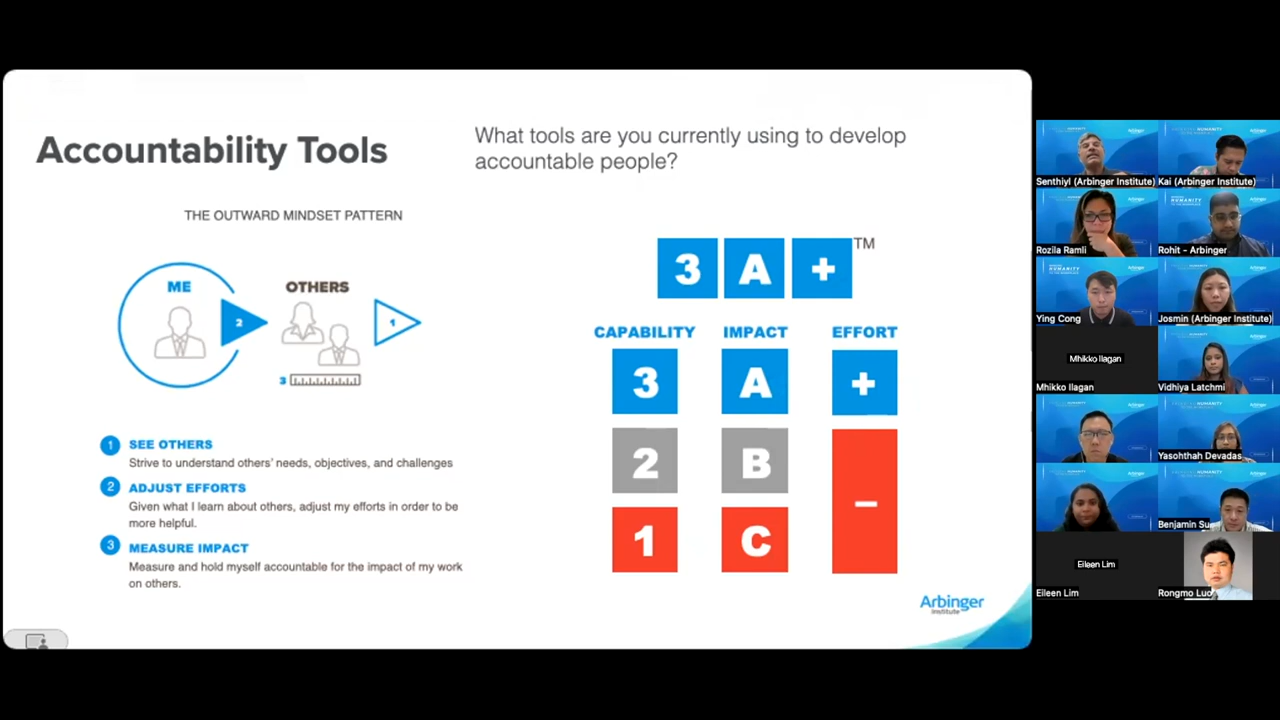 Accountability Tools
What tools are you currently using to develop
accountable people?
THE OUTWARD MINDSET PATTERN
ME
2
OTHERS
1
3
1 SEE OTHERS
Strive to understand others' needs, objectives, and challenges
2 ADJUST EFFORTS
Given what I learn about others, adjust my efforts in order to be
more helpful.
3 MEASURE IMPACT
Measure and hold myself accountable for the impact of my work
on others.
3 A + TM
CAPABILITY IMPACT EFFORT
3 A +
2 B
–
1 C
Arbinger
Institute
Senthiyl (Arbinger Institute)
Kai (Arbinger Institute)
Rozila Ramli
Rohit - Arbinger
Ying Cong
Josmin (Arbinger Institute)
Mhikko Ilagan
Mhikko Ilagan
Vidhiya Latchmi
Yasohthah Devadas
Benjamin Su
Eileen Lim
Eileen Lim
Rongmo Luo